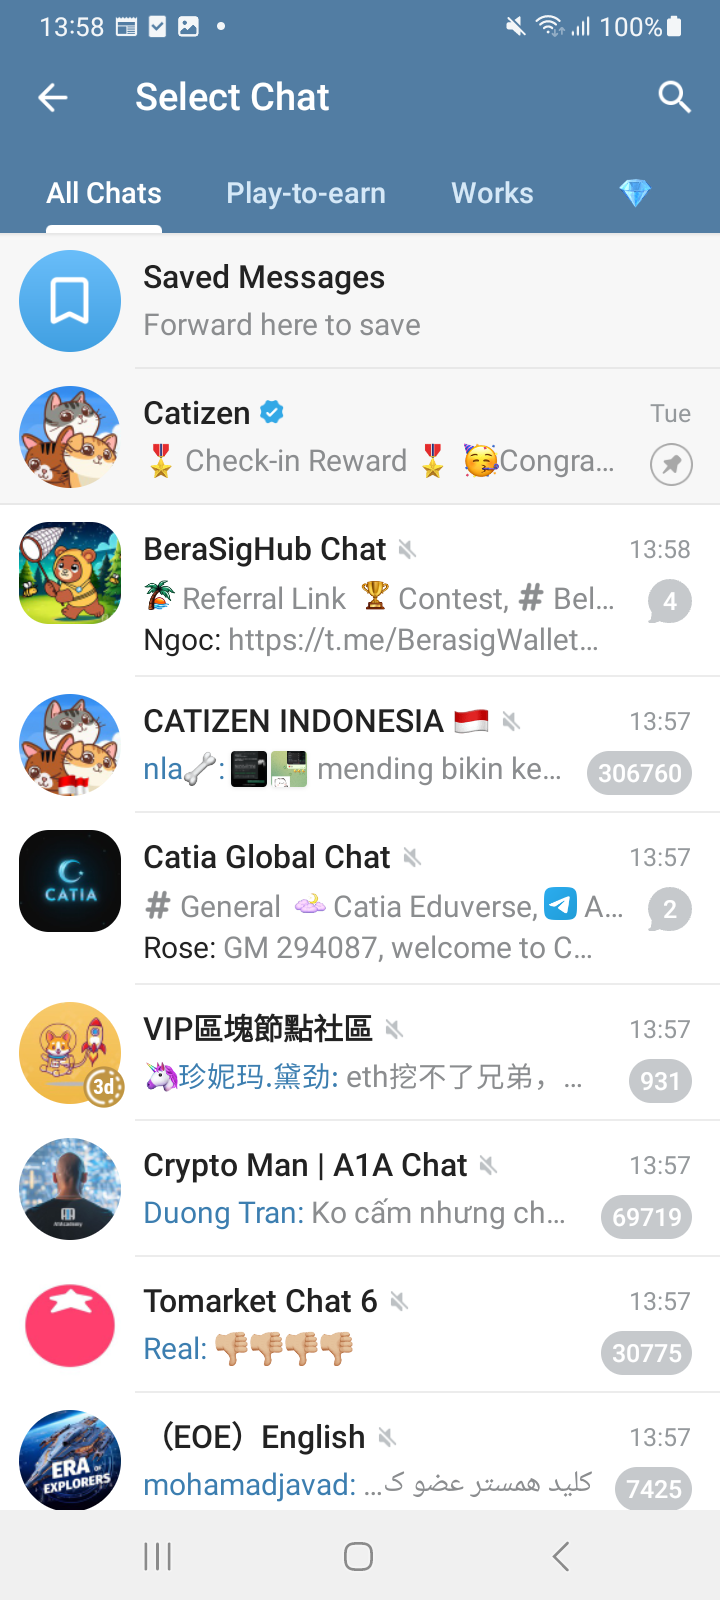 13:58
100%
Select Chat
All Chats
Play-to-earn
Works
Saved Messages
Forward here to save
Catizen
Tue
🎖 Check-in Reward 🎖 🥳Congra...
BeraSigHub Chat
13:58
🏝 Referral Link 🏆 Contest, # Bel...
4
Ngoc: https://t.me/BerasigWallet...
CATIZEN INDONESIA 🇮🇩
13:57
nla🦴: mending bikin ke...
306760
CATIA
Catia Global Chat
13:57
# General Catia Eduverse, A...
2
Rose: GM 294087, welcome to C...
VIP區塊節點社區
13:57
3d
🦄珍妮玛.黛劲: eth挖不了兄弟，...
931
Crypto Man | A1A Chat
13:57
Duong Tran: Ko cấm nhưng ch...
69719
Tomarket Chat 6
13:57
Real: 👎🏼👎🏼👎🏼👎🏼
30775
ERA OF
EXPLORERS
（EOE）English
13:57
mohamadjavad: کلید همستر عضو ک...
7425